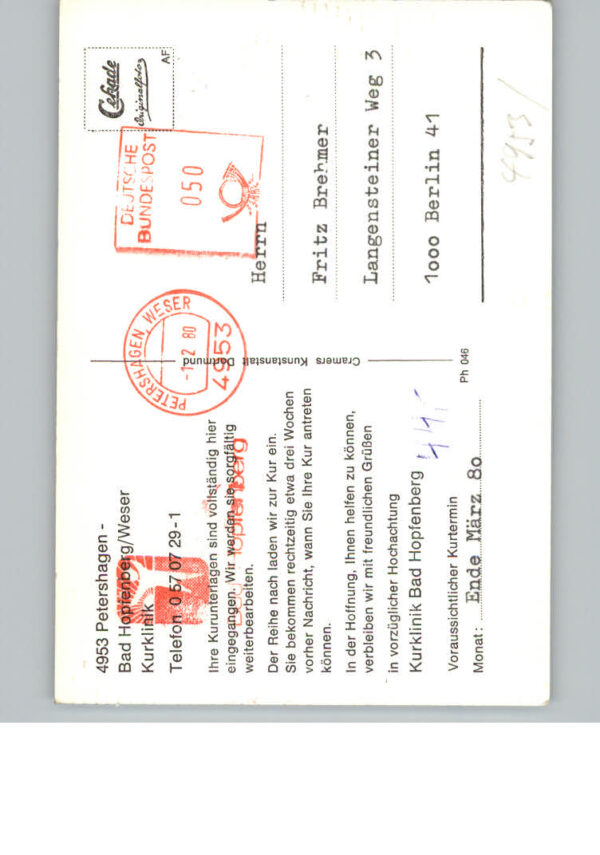 4953 Petershagen -
Bad Hopfenberg/Weser
Kurklinik
Telefon 0 57 07 29-1
Ihre Kurunterlagen sind vollständig hier
eingegangen. Wir werden sie sorgfältig
weiterbearbeiten.
Der Reihe nach laden wir zur Kur ein.
Sie bekommen rechtzeitig etwa drei Wochen
vorher Nachricht, wann Sie Ihre Kur antreten
können.
In der Hoffnung, Ihnen helfen zu können,
verbleiben wir mit freundlichen Grüßen
in vorzüglicher Hochachtung
Kurklinik Bad Hopfenberg
Voraussichtlicher Kurtermin
Monat: Ende März 80
44,-
Bad Hopfenberg
PETERSHAGEN, WESER
-1.2 80
4953
Cramers Kunstanstalt Dortmund
Ph 046
DEUTSCHE
BUNDESPOST
050
Cekade
Originalfoto
AF
Herrn
Fritz Brehmer
Langensteiner Weg 3
1000 Berlin 41
4953/